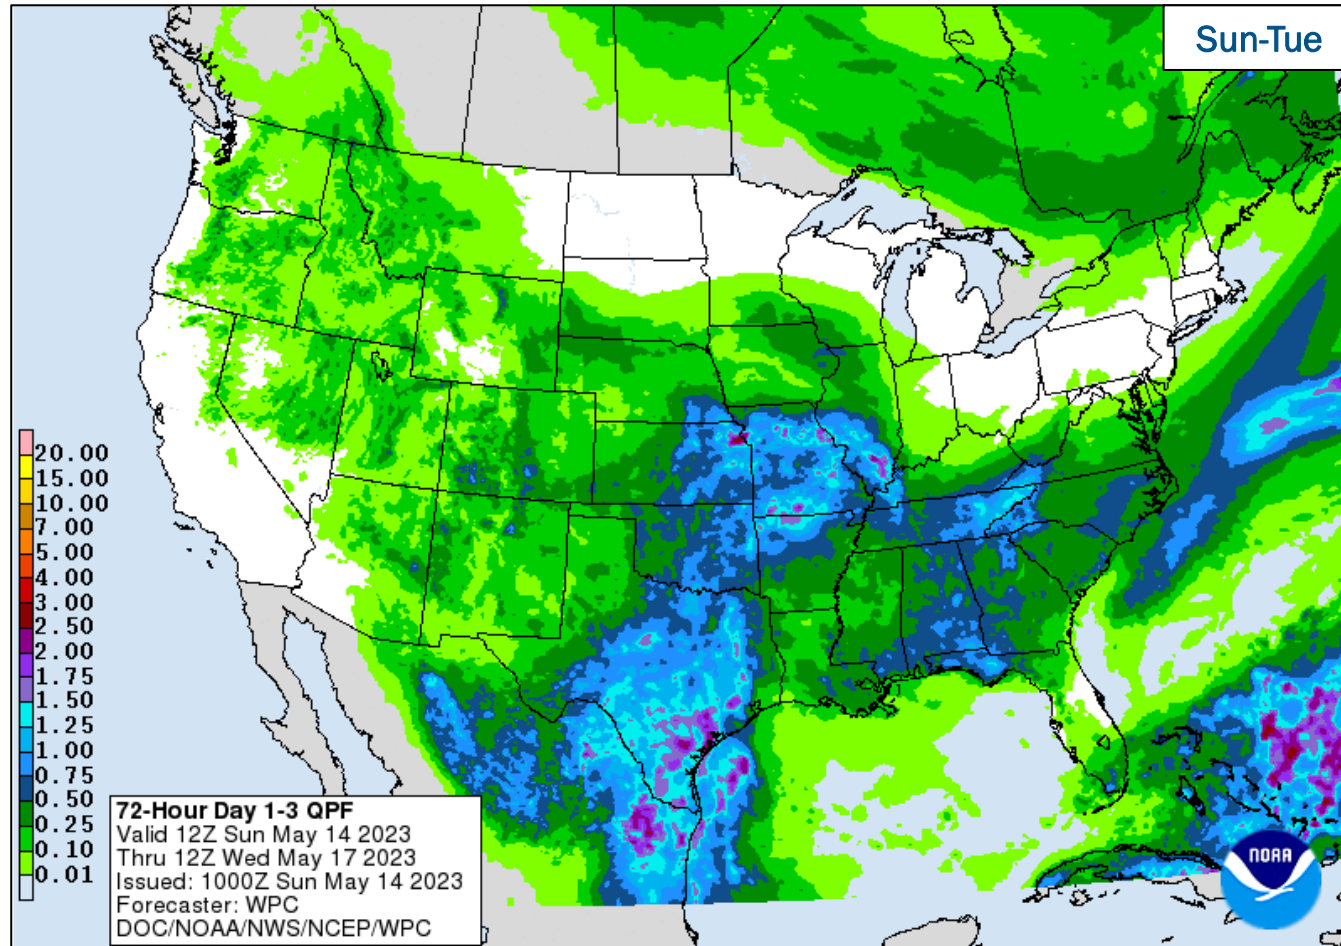 Sun-Tue
20.00
15.00
10.00
7.00
5.00
4.00
3.00
2.50
2.00
1.75
1.50
1.25
1.00
0.75
0.50
0.25
0.10
0.01
72-Hour Day 1-3 QPF
Valid 12Z Sun May 14 2023
Thru 12Z Wed May 17 2023
Issued: 1000Z Sun May 14 2023
Forecaster: WPC
DOC/NOAA/NWS/NCEP/WPC
NOAA